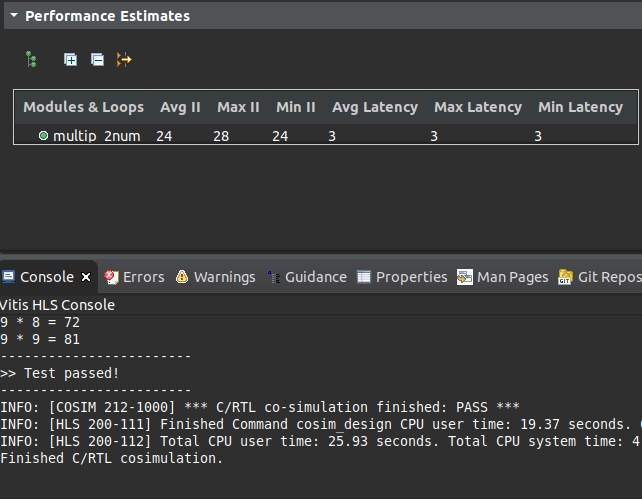 Performance Estimates
Modules & Loops Avg II Max II Min II Avg Latency Max Latency Min Latency
multip_2num 24 28 24 3 3 3
Console Errors Warnings Guidance Properties Man Pages Git Repos
Vitis HLS Console
9 * 8 = 72
9 * 9 = 81
------------------------
>> Test passed!
------------------------
INFO: [COSIM 212-1000] *** C/RTL co-simulation finished: PASS ***
INFO: [HLS 200-111] Finished Command cosim_design CPU user time: 19.37 seconds.
INFO: [HLS 200-112] Total CPU user time: 25.93 seconds. Total CPU system time: 4
Finished C/RTL cosimulation.